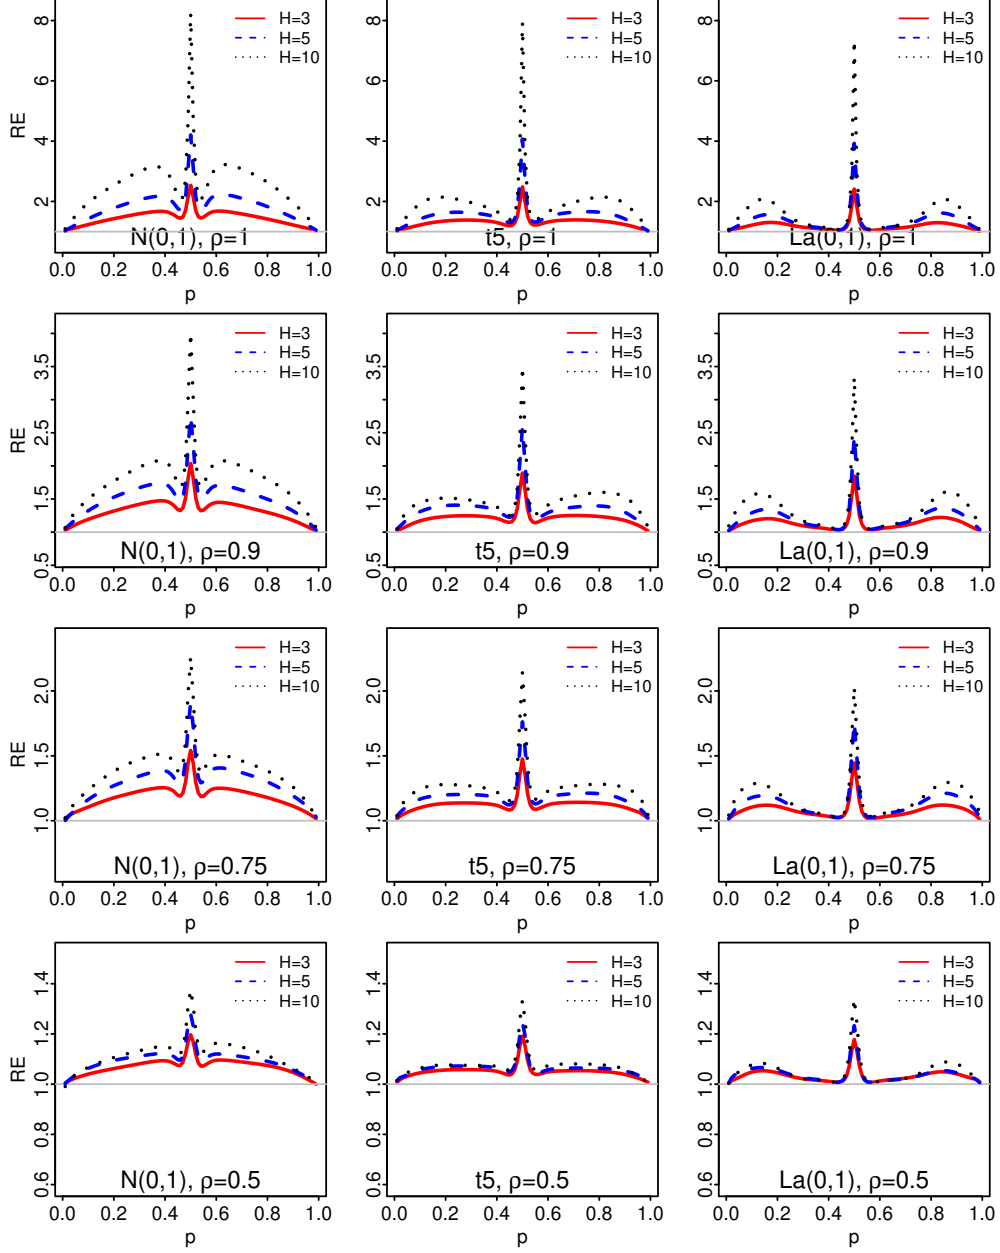 RE
2 4 6 8
H=3
H=5
H=10
N(0,1), ρ=1
0.0 0.2 0.4 0.6 0.8 1.0
p
2 4 6 8
H=3
H=5
H=10
t5, ρ=1
0.0 0.2 0.4 0.6 0.8 1.0
p
2 4 6 8
H=3
H=5
H=10
La(0,1), ρ=1
0.0 0.2 0.4 0.6 0.8 1.0
p
RE
0.5 1.5 2.5 3.5
H=3
H=5
H=10
N(0,1), ρ=0.9
0.0 0.2 0.4 0.6 0.8 1.0
p
0.5 1.5 2.5 3.5
H=3
H=5
H=10
t5, ρ=0.9
0.0 0.2 0.4 0.6 0.8 1.0
p
0.5 1.5 2.5 3.5
H=3
H=5
H=10
La(0,1), ρ=0.9
0.0 0.2 0.4 0.6 0.8 1.0
p
RE
1.0 1.5 2.0
H=3
H=5
H=10
N(0,1), ρ=0.75
0.0 0.2 0.4 0.6 0.8 1.0
p
1.0 1.5 2.0
H=3
H=5
H=10
t5, ρ=0.75
0.0 0.2 0.4 0.6 0.8 1.0
p
1.0 1.5 2.0
H=3
H=5
H=10
La(0,1), ρ=0.75
0.0 0.2 0.4 0.6 0.8 1.0
p
RE
0.6 0.8 1.0 1.2 1.4
H=3
H=5
H=10
N(0,1), ρ=0.5
0.0 0.2 0.4 0.6 0.8 1.0
p
0.6 0.8 1.0 1.2 1.4
H=3
H=5
H=10
t5, ρ=0.5
0.0 0.2 0.4 0.6 0.8 1.0
p
0.6 0.8 1.0 1.2 1.4
H=3
H=5
H=10
La(0,1), ρ=0.5
0.0 0.2 0.4 0.6 0.8 1.0
p